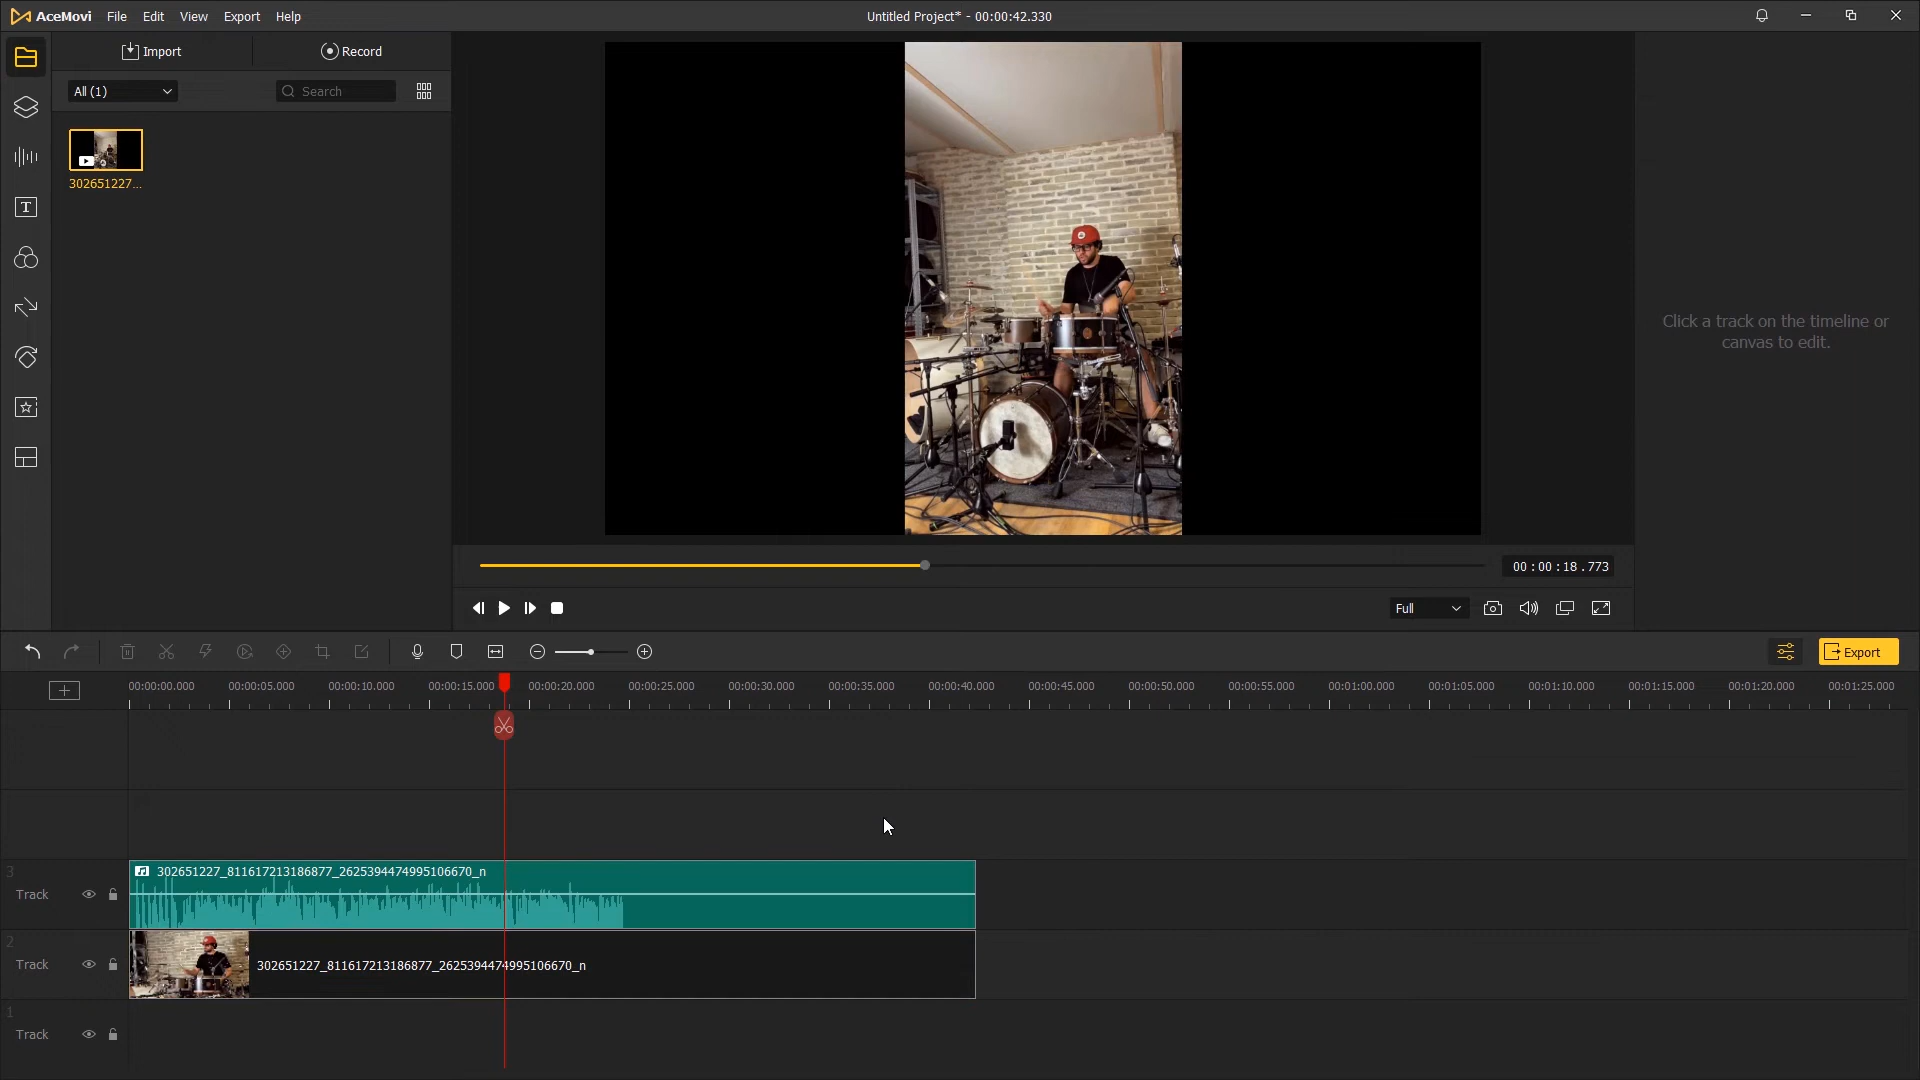 AceMovi File Edit View Export Help Untitled Project* - 00:00:42.330
Import Record
All (1) Search
302651227...
Click a track on the timeline or
canvas to edit.
00:00:18.773
Full
Export
00:00:00.000 00:00:05.000 00:00:10.000 00:00:15.000 00:00:20.000 00:00:25.000 00:00:30.000 00:00:35.000 00:00:40.000 00:00:45.000 00:00:50.000 00:00:55.000 00:01:00.000 00:01:05.000 00:01:10.000 00:01:15.000 00:01:20.000 00:01:25.000
3
302651227_811617213186877_2625394474995106670_n
Track
2
Track 302651227_811617213186877_2625394474995106670_n
1
Track